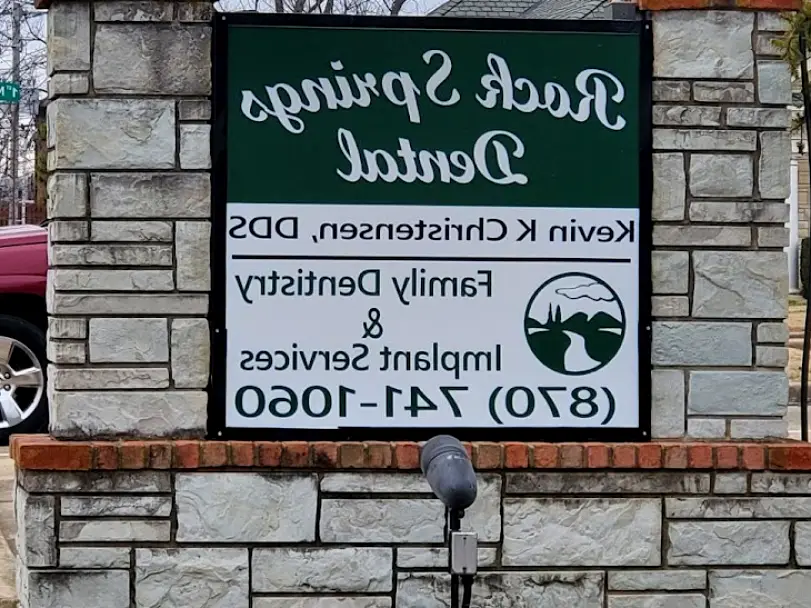 Rock Springs
Dental
Kevin K Christensen, DDS
Family Dentistry
&
Implant Services
(870) 741-1060